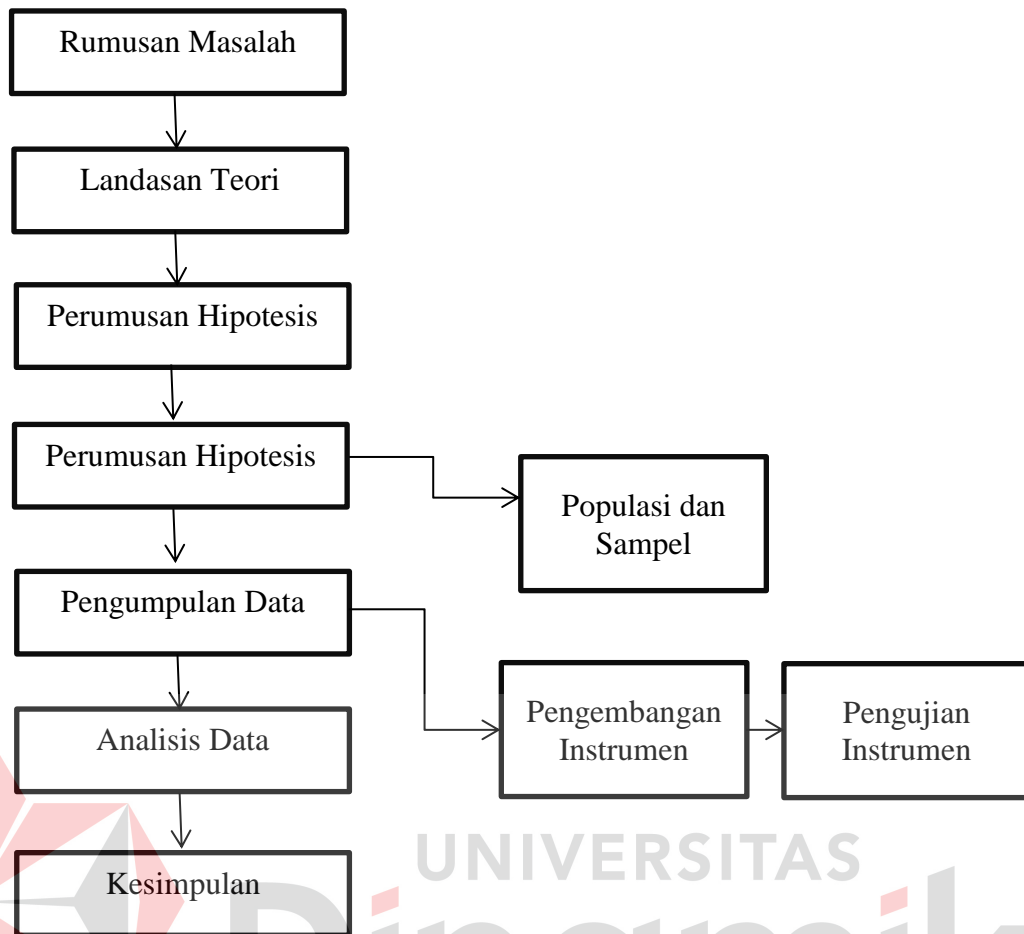 Rumusan Masalah
Landasan Teori
Perumusan Hipotesis
Perumusan Hipotesis
Populasi dan
Sampel
Pengumpulan Data
Pengembangan
Instrumen
Pengujian
Instrumen
Analisis Data
UNIVERSITAS
Kesimpulan